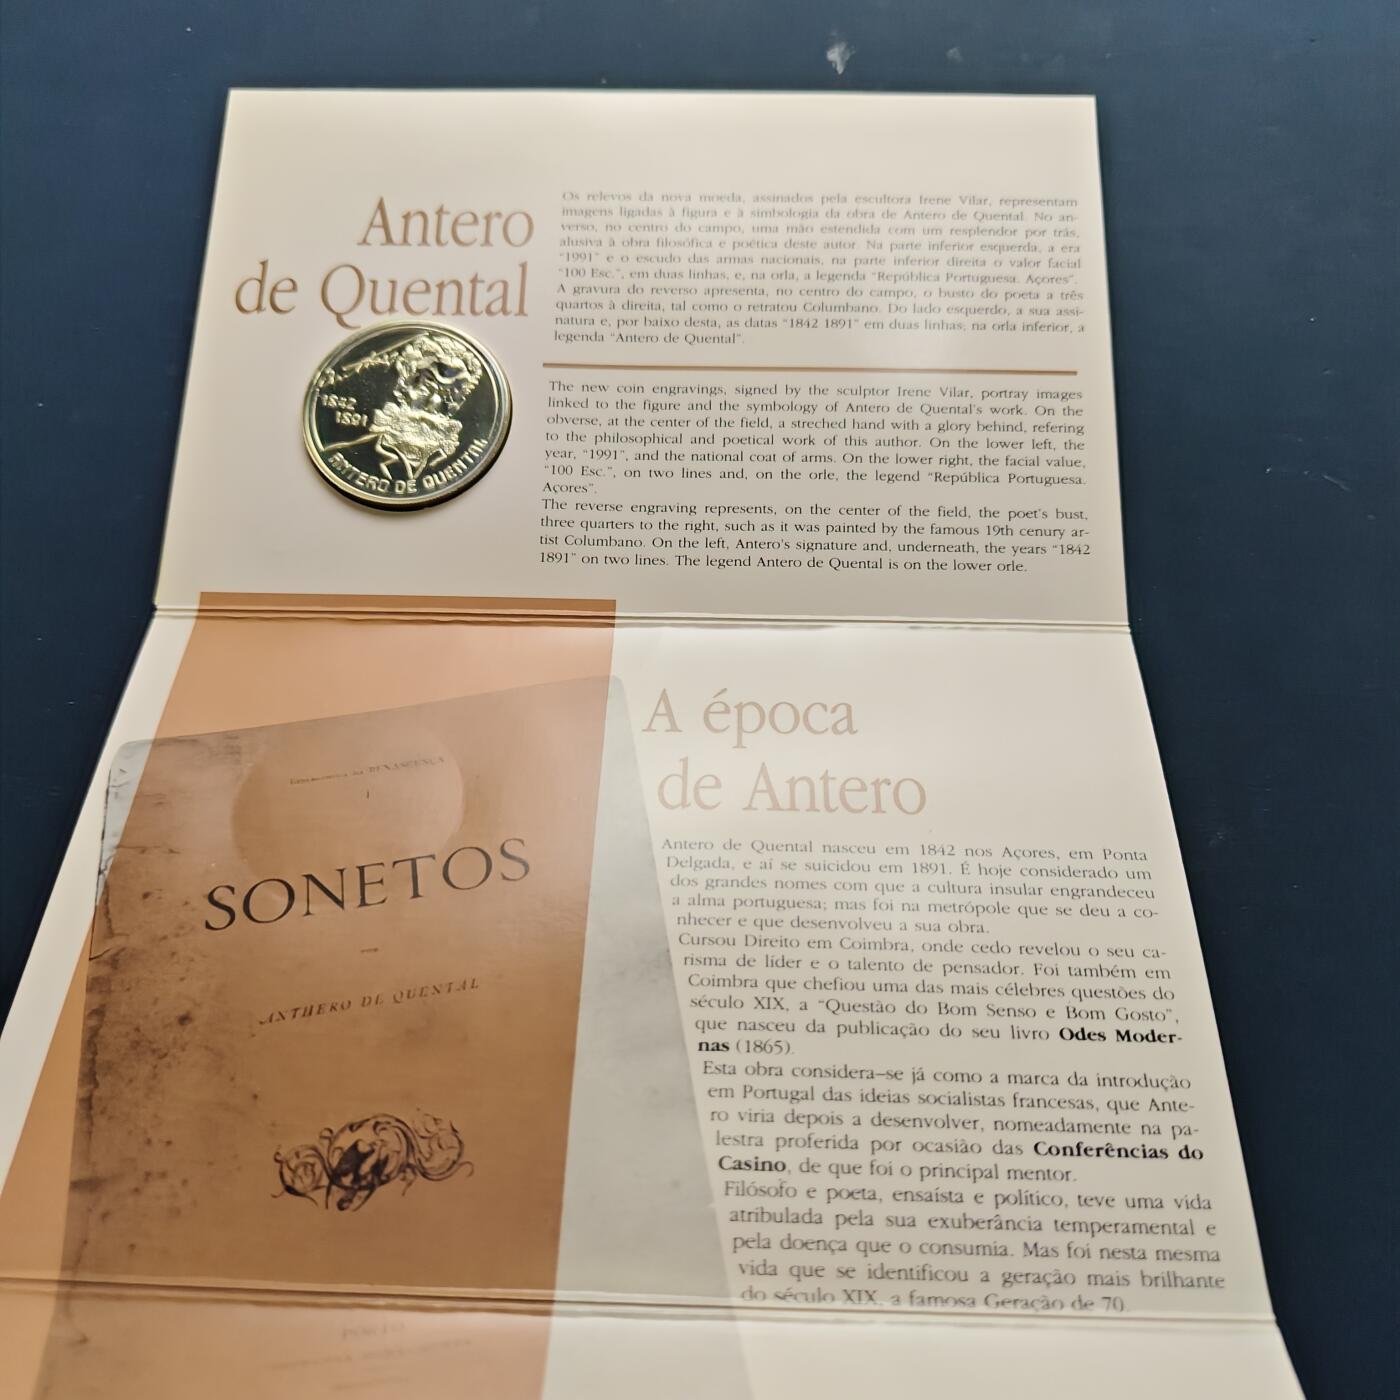 Antero
de Quental
1842
1891
ANTERO DE QUENTAL
Os relevos da nova moeda, assinados pela escultora Irene Vilar, representam
imagens ligadas à figura e à simbologia da obra de Antero de Quental. No an-
verso, no centro do campo, uma mão estendida com um resplendor por trás,
alusiva à obra filosófica e poética deste autor. Na parte inferior esquerda, a era
"1991" e o escudo das armas nacionais, na parte inferior direita o valor facial
"100 Esc.", em duas linhas, e, na orla, a legenda "República Portuguesa. Açores".
A gravura do reverso apresenta, no centro do campo, o busto do poeta a três
quartos à direita, tal como o retratou Columbano. Do lado esquerdo, a sua assi-
natura e, por baixo desta, as datas "1842 1891" em duas linhas; na orla inferior, a
legenda "Antero de Quental".
The new coin engravings, signed by the sculptor Irene Vilar, portray images
linked to the figure and the symbology of Antero de Quental's work. On the
obverse, at the center of the field, a streched hand with a glory behind, refering
to the philosophical and poetical work of this author. On the lower left, the
year, "1991", and the national coat of arms. On the lower right, the facial value,
"100 Esc.", on two lines and, on the orle, the legend "República Portuguesa.
Açores".
The reverse engraving represents, on the center of the field, the poet's bust,
three quarters to the right, such as it was painted by the famous 19th cenury ar-
tist Columbano. On the left, Antero's signature and, underneath, the years "1842
1891" on two lines. The legend Antero de Quental is on the lower orle.
da RENASCENÇA
I
SONETOS
ANTHERO DE QUENTAL
PORTO
A época
de Antero
Antero de Quental nasceu em 1842 nos Açores, em Ponta
Delgada, e aí se suicidou em 1891. É hoje considerado um
dos grandes nomes com que a cultura insular engrandeceu
a alma portuguesa; mas foi na metrópole que se deu a co-
nhecer e que desenvolveu a sua obra.
Cursou Direito em Coimbra, onde cedo revelou o seu ca-
risma de líder e o talento de pensador. Foi também em
Coimbra que chefiou uma das mais célebres questões do
século XIX, a "Questão do Bom Senso e Bom Gosto",
que nasceu da publicação do seu livro Odes Moder-
nas (1865).
Esta obra considera-se já como a marca da introdução
em Portugal das ideias socialistas francesas, que Ante-
ro viria depois a desenvolver, nomeadamente na pa-
lestra proferida por ocasião das Conferências do
Casino, de que foi o principal mentor.
Filósofo e poeta, ensaísta e político, teve uma vida
atribulada pela sua exuberância temperamental e
pela doença que o consumia. Mas foi nesta mesma
vida que se identificou a geração mais brilhante
do século XIX, a famosa Geração de 70.